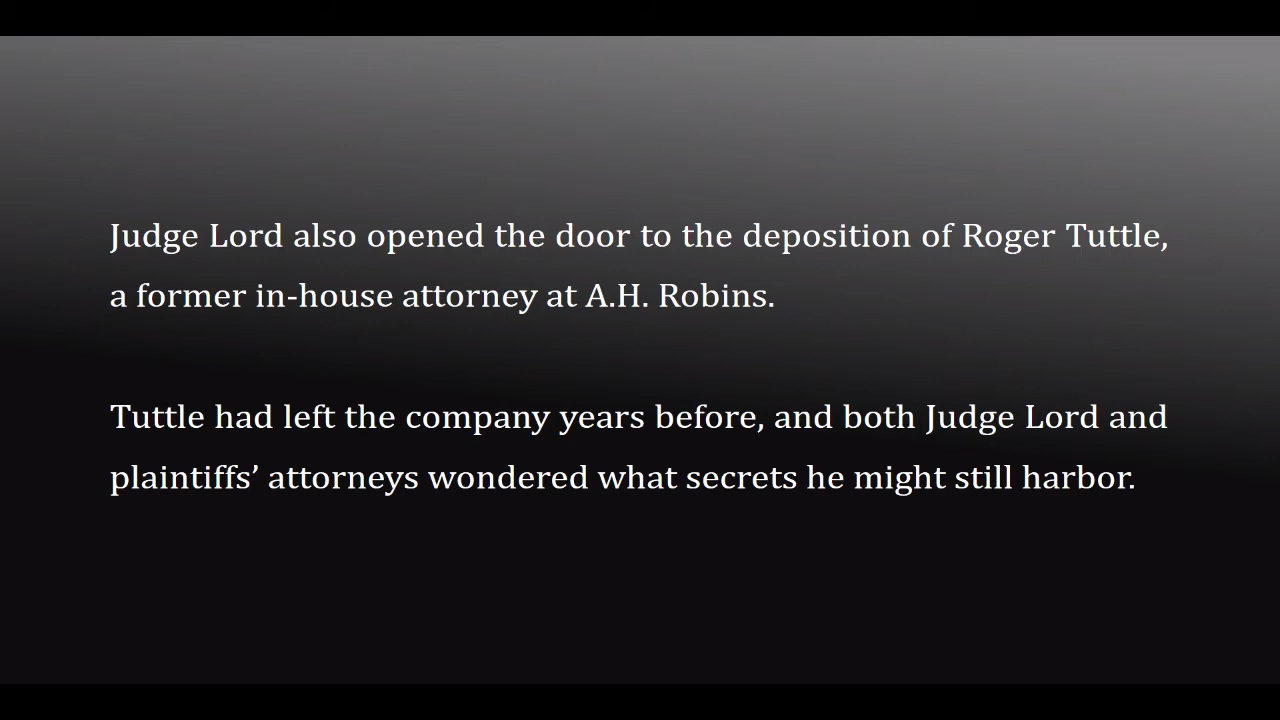 Judge Lord also opened the door to the deposition of Roger Tuttle,
a former in-house attorney at A.H. Robins.
Tuttle had left the company years before, and both Judge Lord and
plaintiffs’ attorneys wondered what secrets he might still harbor.